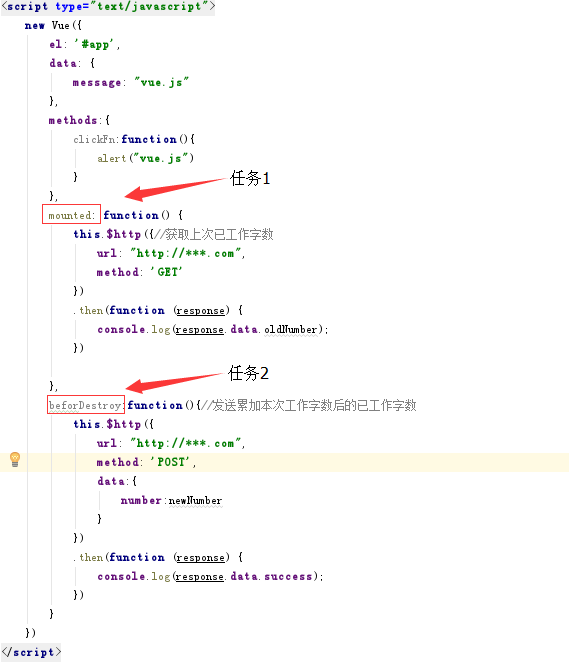 <script type="text/javascript">
new Vue({
el: '#app',
data: {
message: "vue.js"
},
methods:{
clickFn:function(){
alert("vue.js")
}
},
任务1
mounted: function() {
this.$http({//获取上次已工作字数
url: "http://***.com",
method: 'GET'
})
.then(function (response) {
console.log(response.data.oldNumber);
})
},
任务2
beforDestroy:function(){//发送累加本次工作字数后的已工作字数
this.$http({
url: "http://***.com",
method: 'POST',
data:{
number:newNumber
}
})
.then(function (response) {
console.log(response.data.success);
})
}
})
</script>